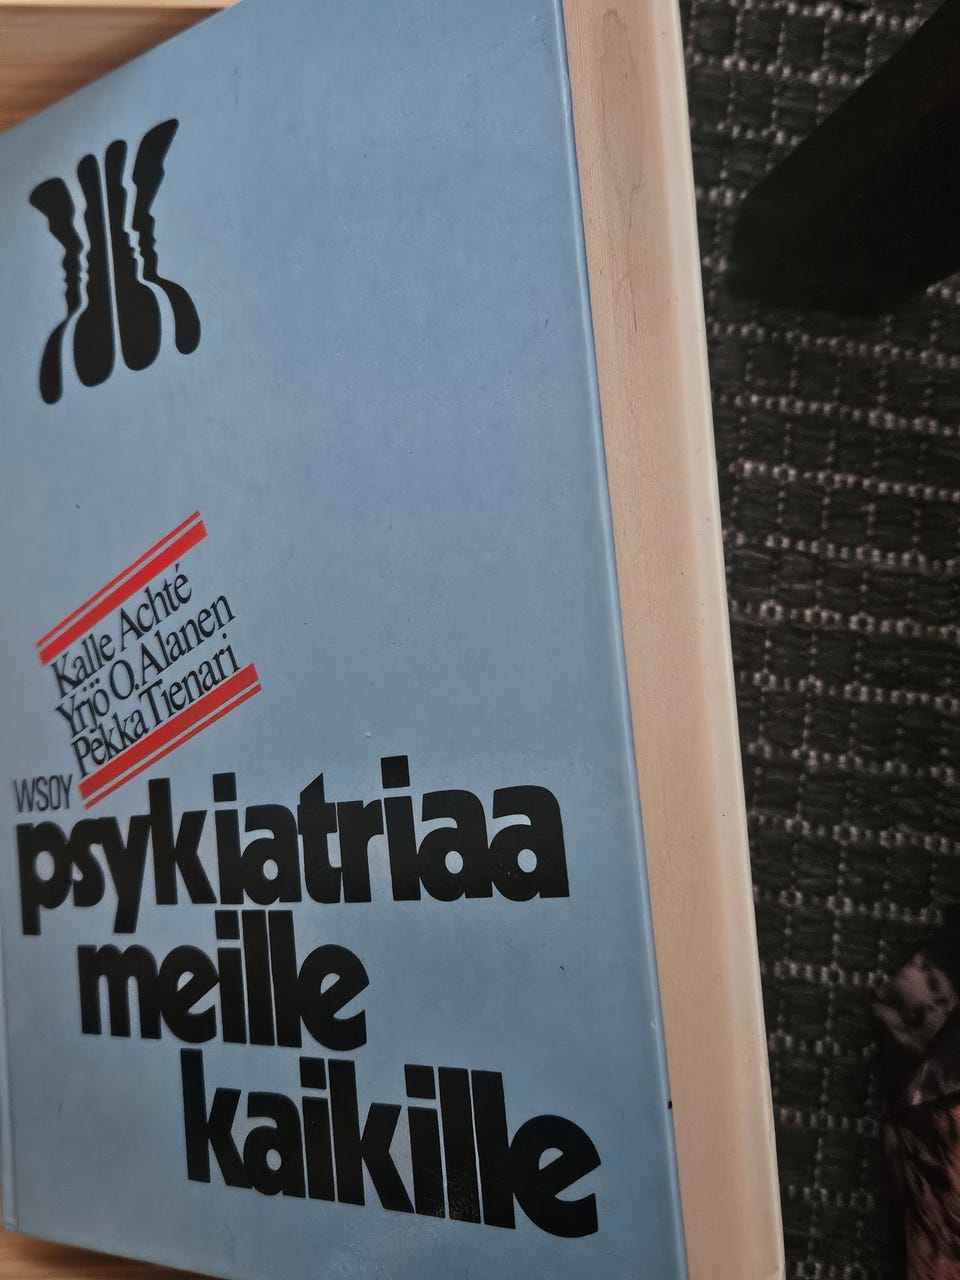 Kalle Achté
Yrjö O. Alanen
Pekka Tienari
WSOY
psykiatriaa
meille
kaikille